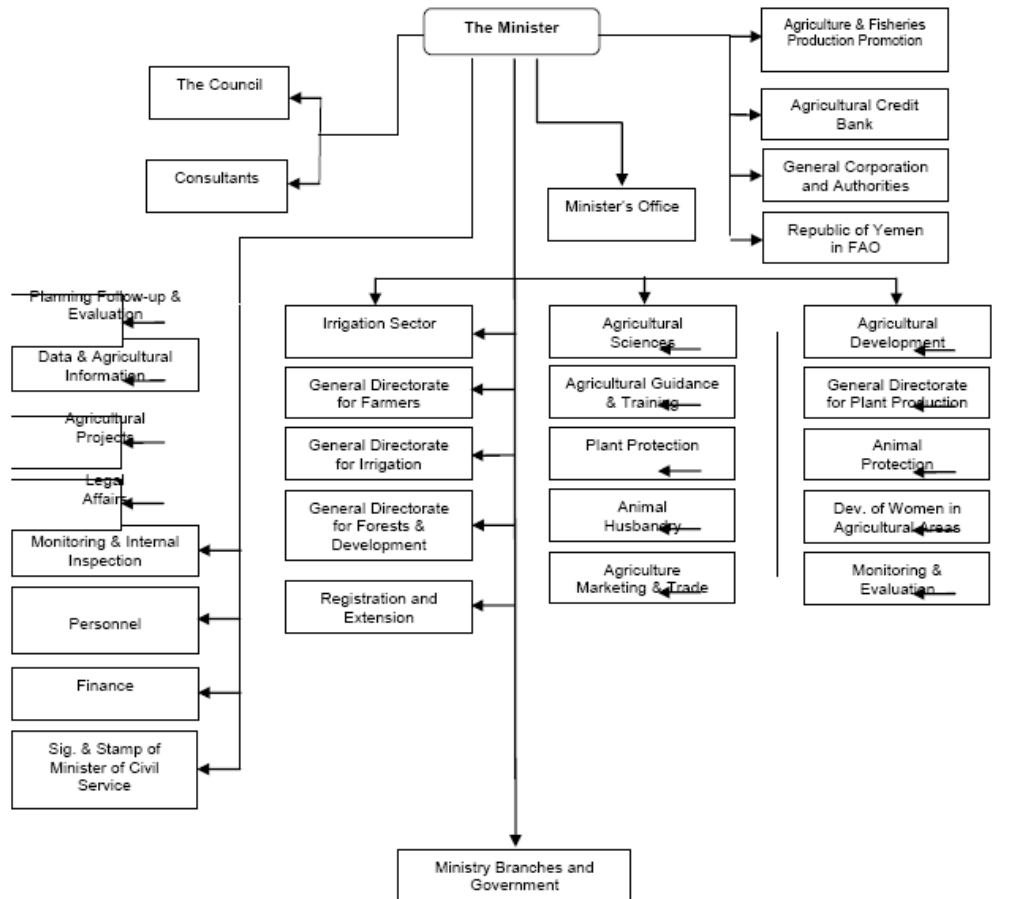 The Minister
Agriculture & Fisheries
Production Promotion
The Council
Agricultural Credit
Bank
Consultants
General Corporation
and Authorities
Minister's Office
Republic of Yemen
in FAO
Planning Follow-up &
Evaluation
Data & Agricultural
Information
Agricultural
Projects
Legal
Affairs
Monitoring & Internal
Inspection
Personnel
Finance
Sig. & Stamp of
Minister of Civil
Service
Irrigation Sector
General Directorate
for Farmers
General Directorate
for Irrigation
General Directorate
for Forests &
Development
Registration and
Extension
Agricultural
Sciences
Agricultural Guidance
& Training
Plant Protection
Animal
Husbandry
Agriculture
Marketing & Trade
Agricultural
Development
General Directorate
for Plant Production
Animal
Protection
Dev. of Women in
Agricultural Areas
Monitoring &
Evaluation
Ministry Branches and
Government